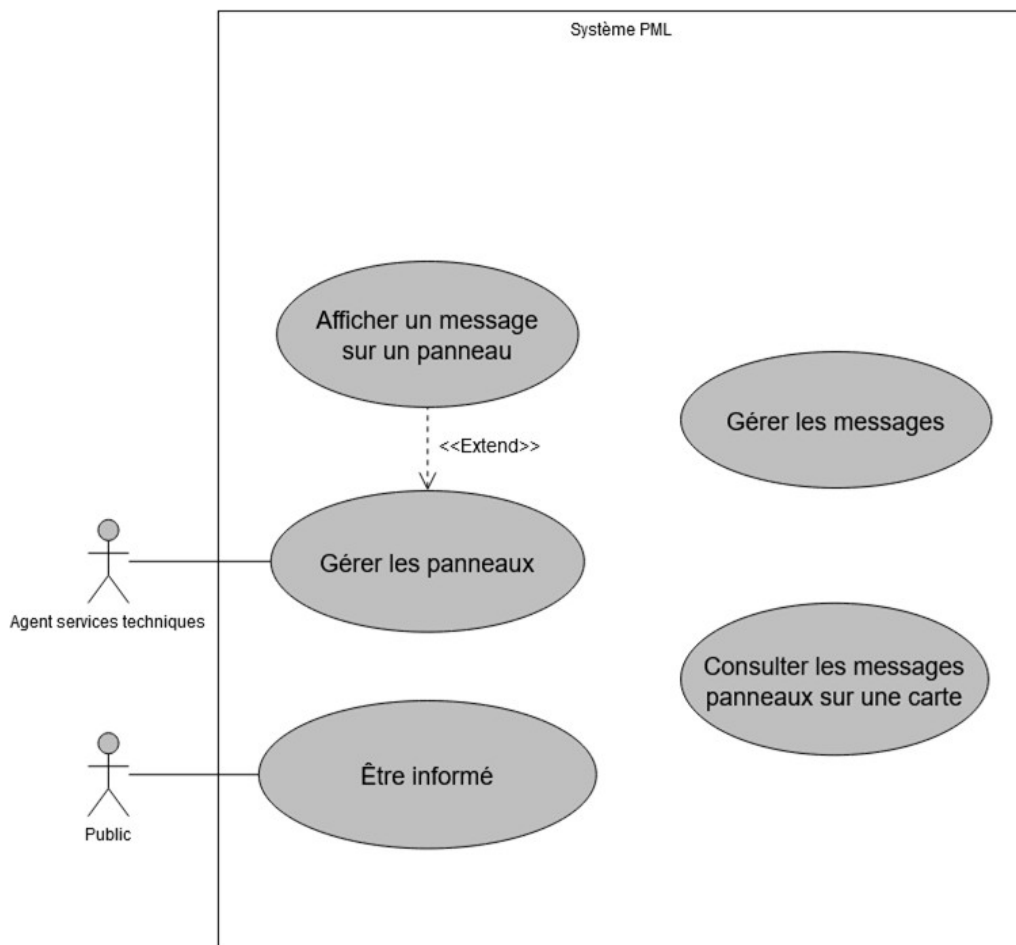 Système PML
Afficher un message
sur un panneau
Gérer les messages
<<Extend>>
Gérer les panneaux
Agent services techniques
Consulter les messages
panneaux sur une carte
Être informé
Public